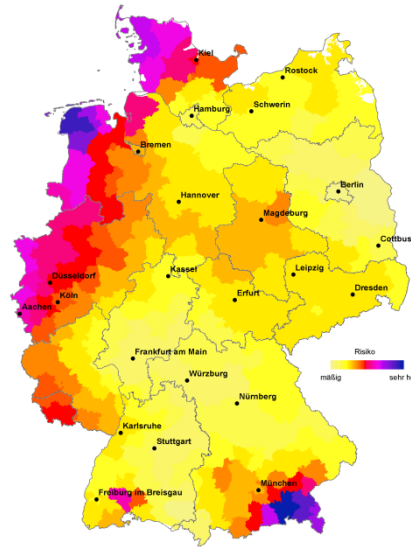 Kiel
Rostock
Hamburg
Schwerin
Bremen
Berlin
Hannover
Magdeburg
Cottbus
Düsseldorf
Kassel
Leipzig
Köln
Erfurt
Dresden
Aachen
Frankfurt am Main
Risiko
mäßig
sehr h
Würzburg
Nürnberg
Karlsruhe
Stuttgart
München
Freiburg im Breisgau